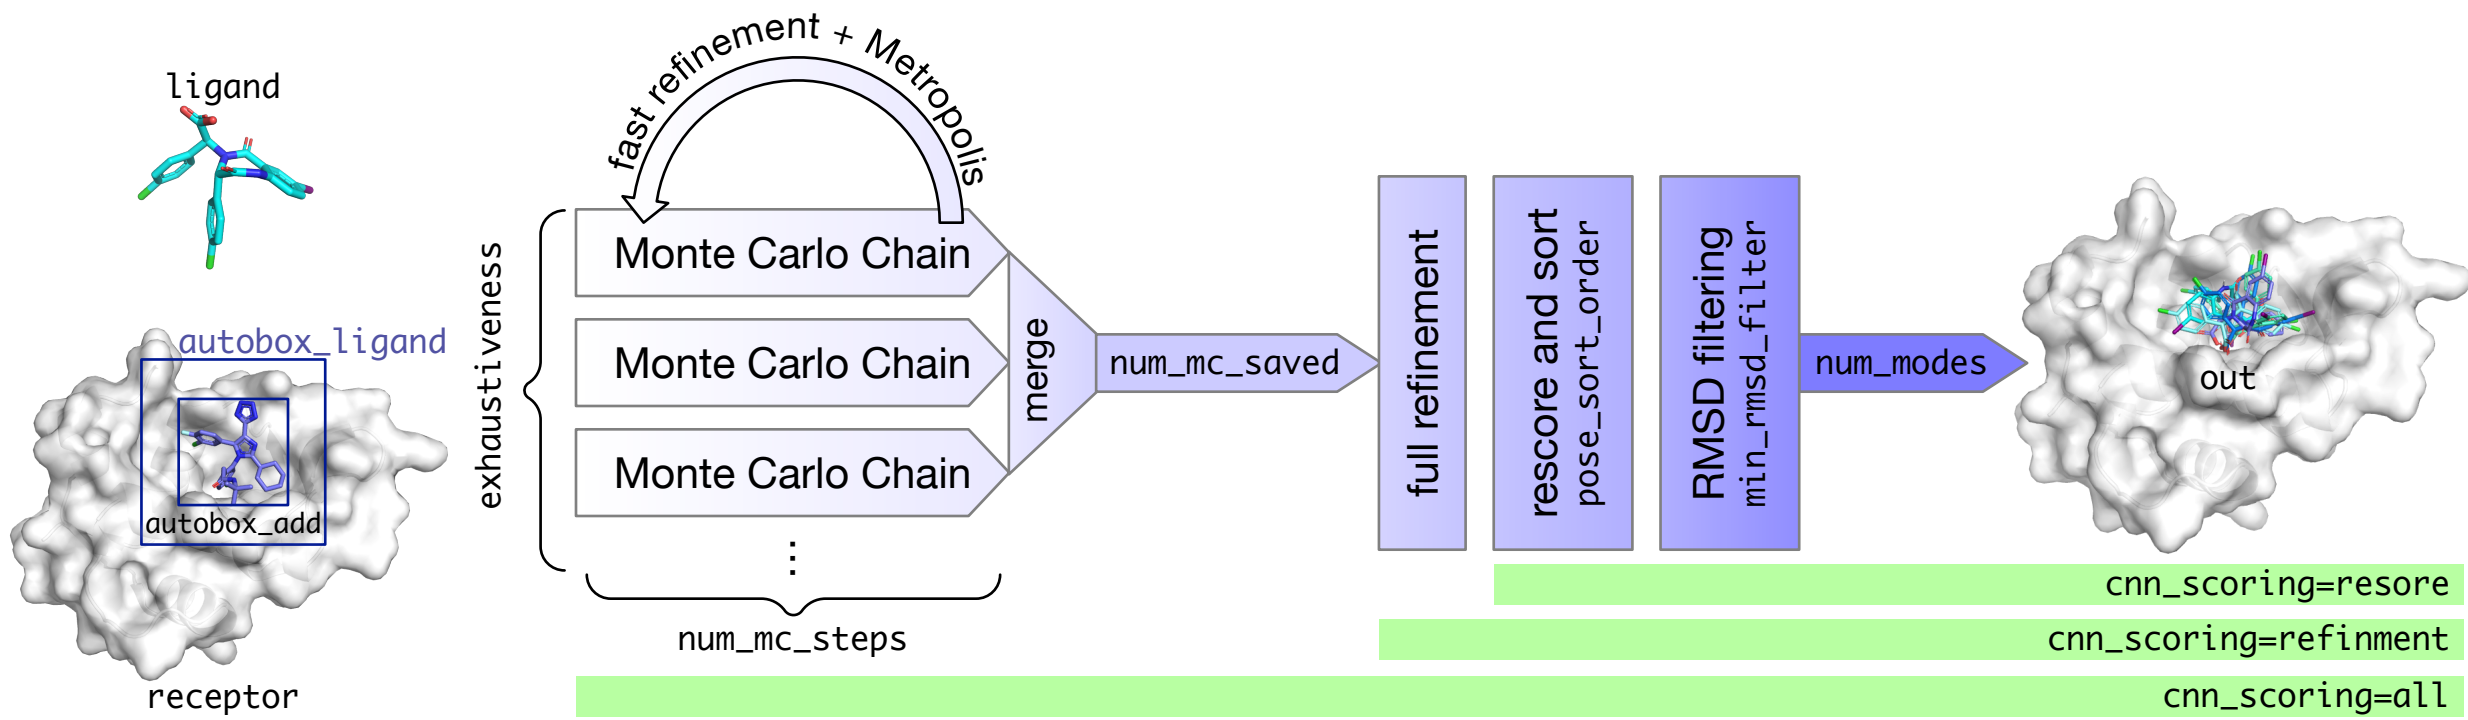 ligand
autobox_ligand
autobox_add
receptor
fast refinement + Metropolis
exhaustiveness
Monte Carlo Chain
Monte Carlo Chain
Monte Carlo Chain
⋮
num_mc_steps
merge
num_mc_saved
full refinement
rescore and sort
pose_sort_order
RMSD filtering
min_rmsd_filter
num_modes
out
cnn_scoring=resore
cnn_scoring=refinment
cnn_scoring=all